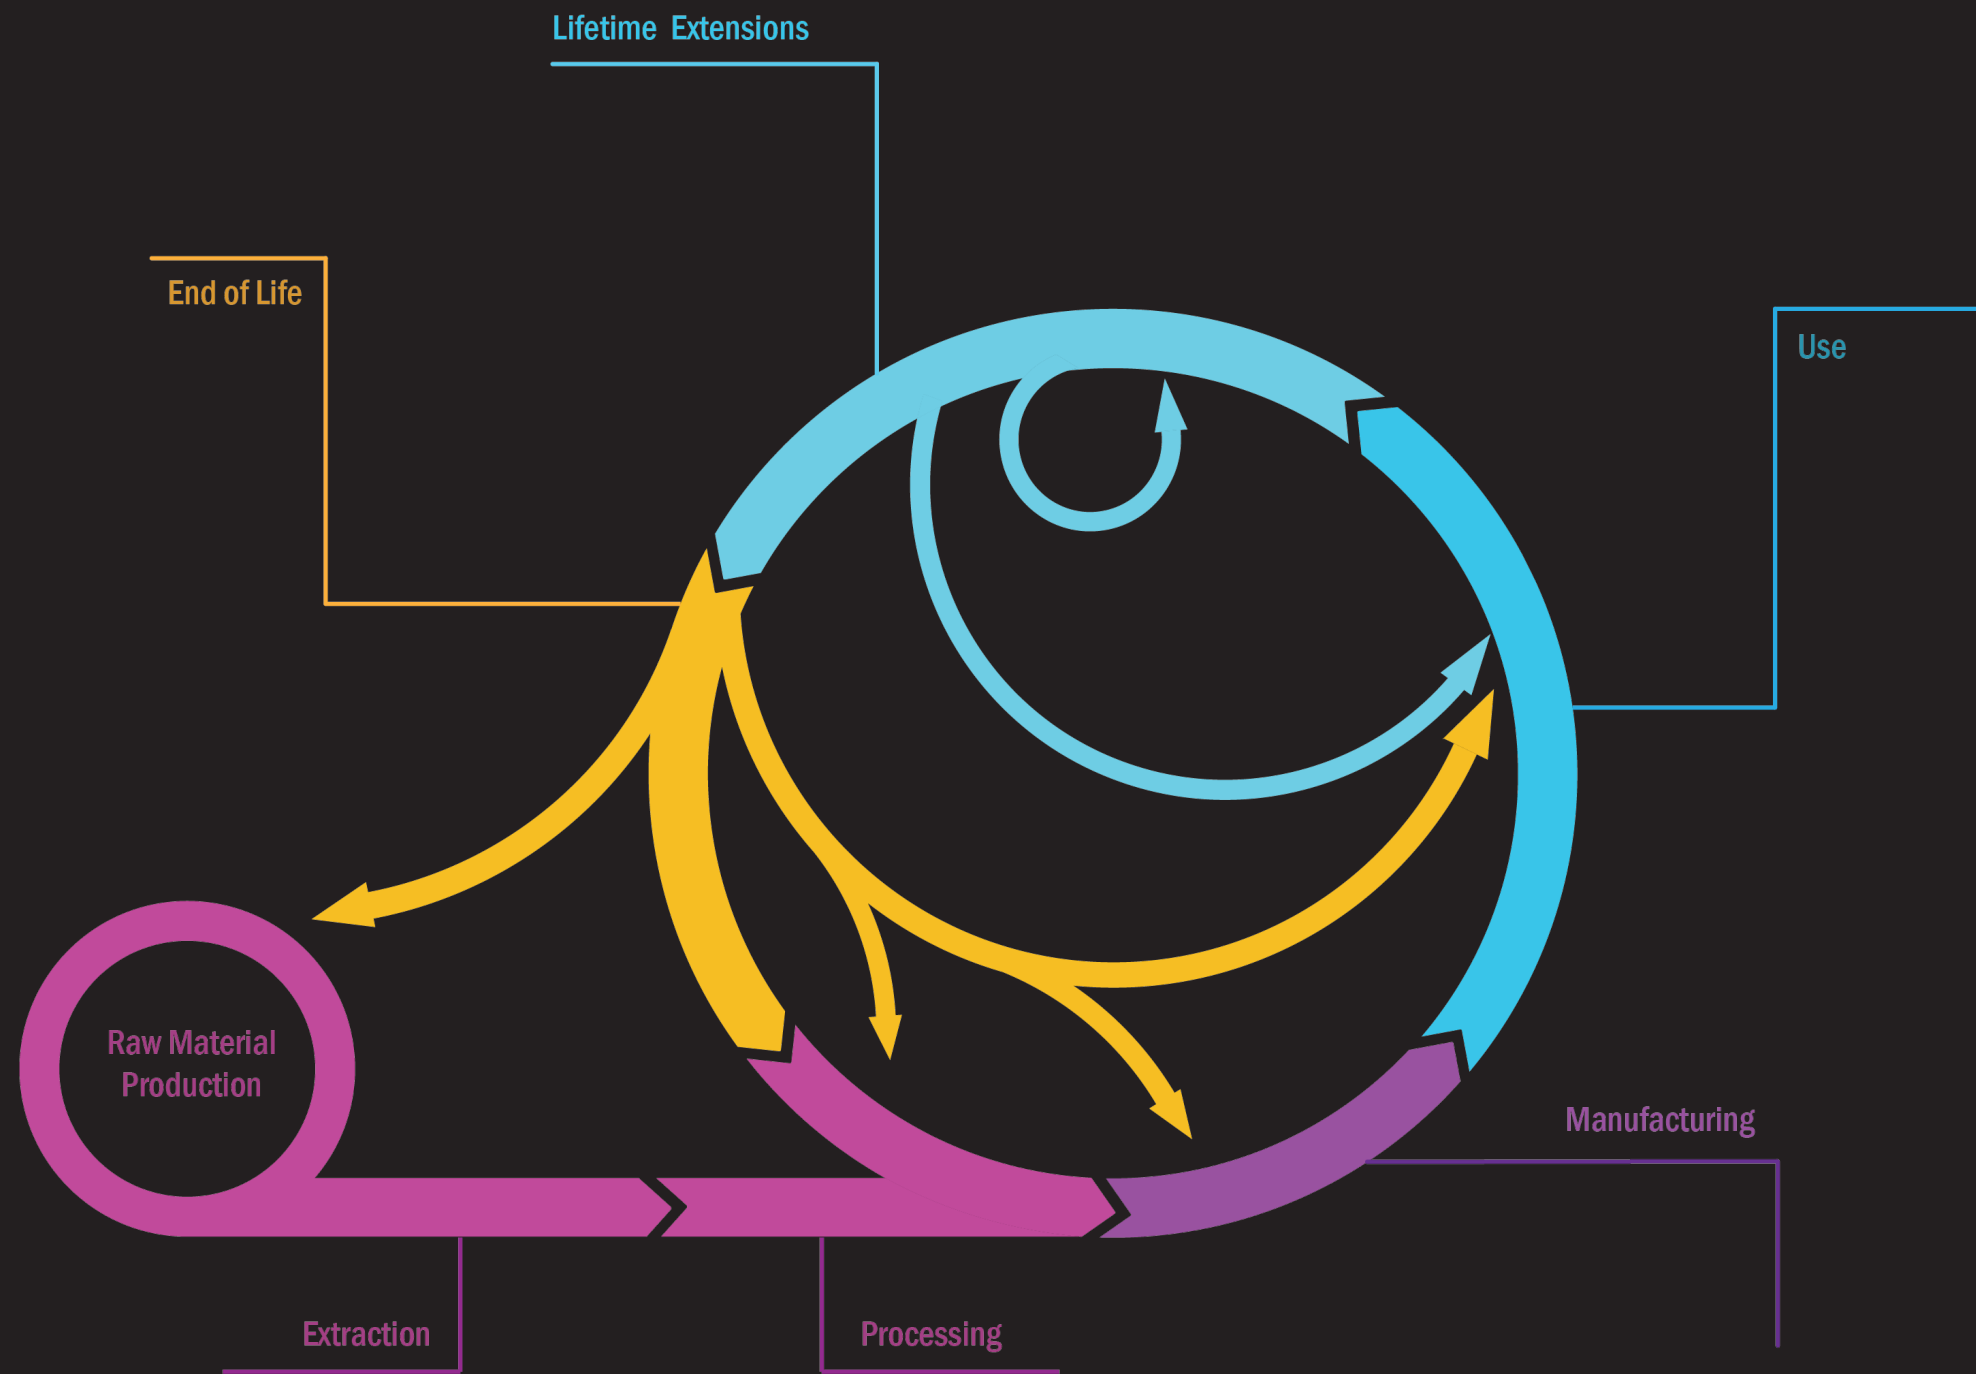 Lifetime Extensions
End of Life
Use
Raw Material
Production
Manufacturing
Extraction
Processing